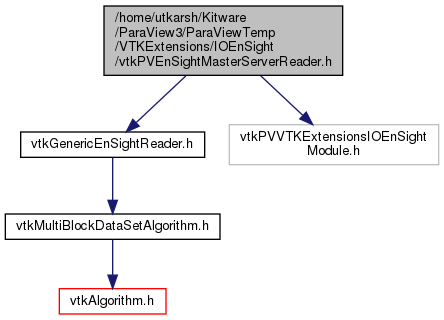 /home/utkarsh/Kitware
/ParaView3/ParaViewTemp
/VTKExtensions/IOEnSight
/vtkPVEnSightMasterServerReader.h
vtkGenericEnSightReader.h
vtkPVVTKExtensionsIOEnSight
Module.h
vtkMultiBlockDataSetAlgorithm.h
vtkAlgorithm.h